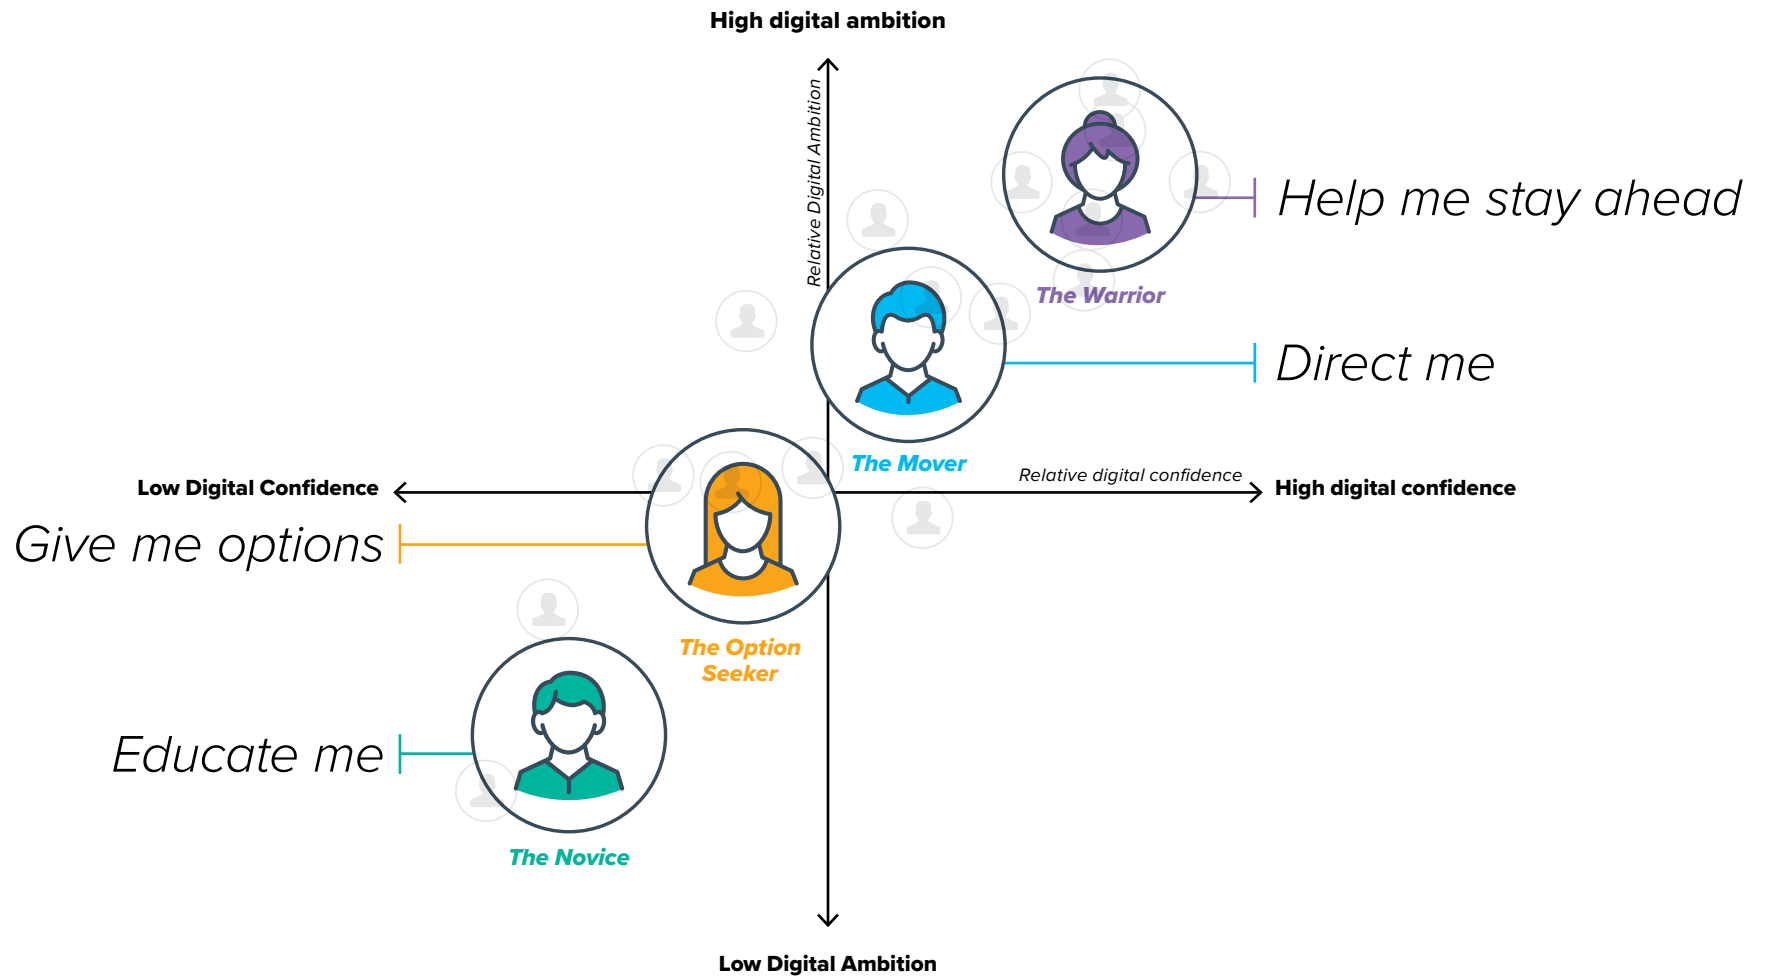 High digital ambition
Relative Digital Ambition
Help me stay ahead
The Warrior
Direct me
The Mover
Relative digital confidence
Low Digital Confidence
High digital confidence
Give me options
The Option
Seeker
Educate me
The Novice
Low Digital Ambition